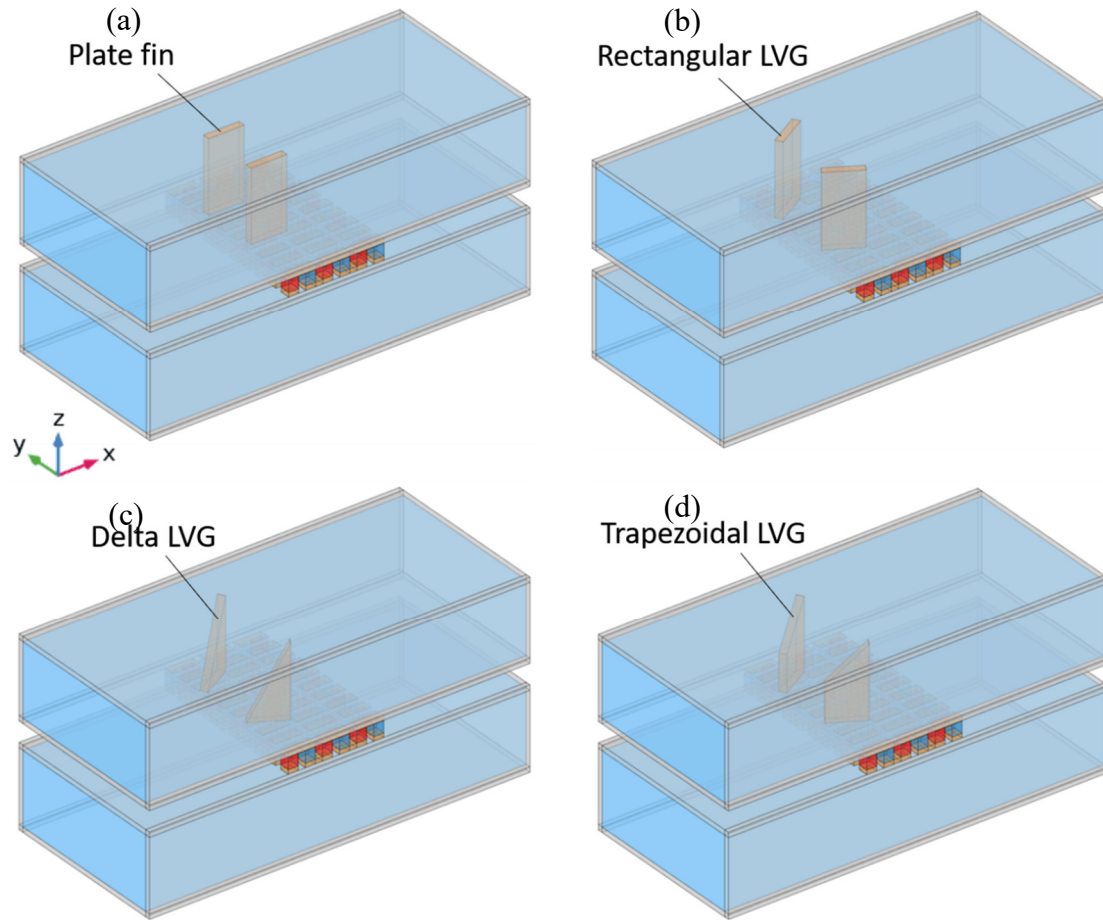 (a)
Plate fin
(b)
Rectangular LVG
z
y
x
(c)
Delta LVG
(d)
Trapezoidal LVG